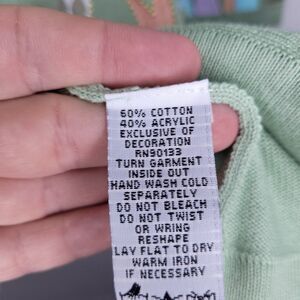 60% COTTON
40% ACRYLIC
EXCLUSIVE OF
DECORATION
RN90133
TURN GARMENT
INSIDE OUT
HAND WASH COLD
SEPARATELY
DO NOT BLEACH
DO NOT TWIST
OR WRING
RESHAPE
LAY FLAT TO DRY
WARM IRON
IF NECESSARY